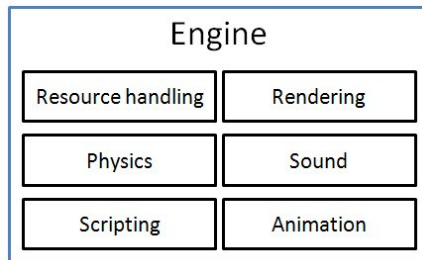 Engine
Resource handling
Rendering
Physics
Sound
Scripting
Animation